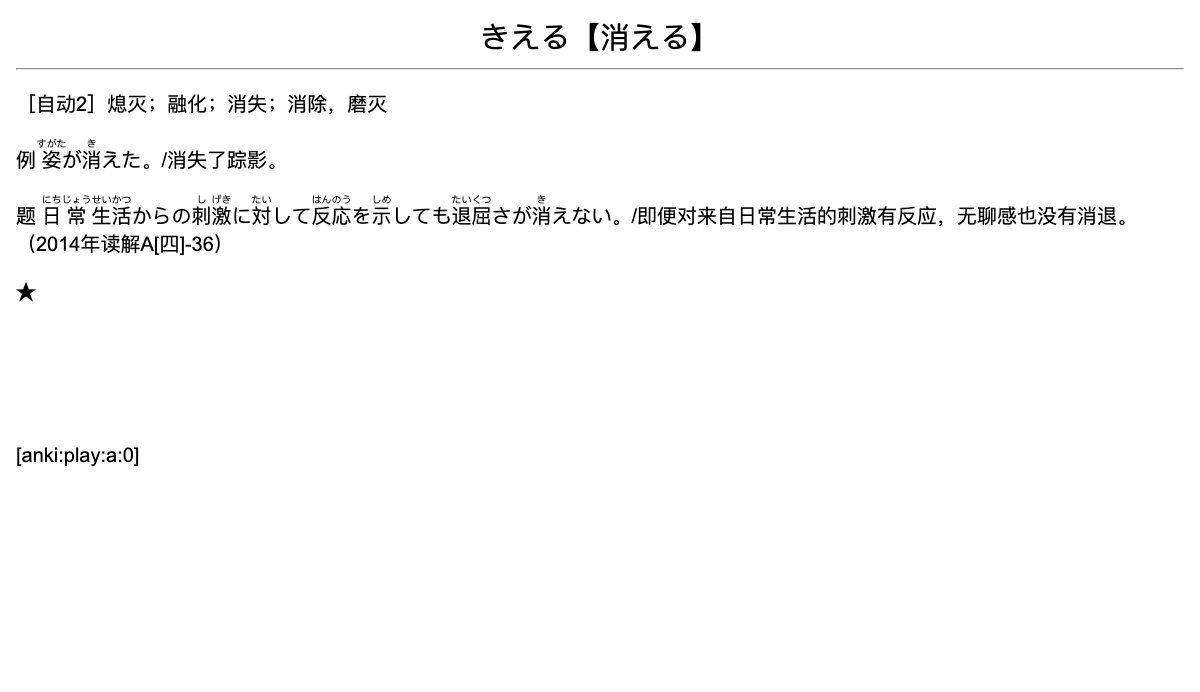 きえる【消える】
［自动2］熄灭；融化；消失；消除，磨灭
すがた き
例 姿が消えた。/消失了踪影。
にちじょうせいかつ し げき たい はんのう しめ たいくつ き
题 日常生活からの刺激に対して反応を示しても退屈さが消えない。/即便对来自日常生活的刺激有反应，无聊感也没有消退。
（2014年读解A[四]-36）
★
[anki:play:a:0]